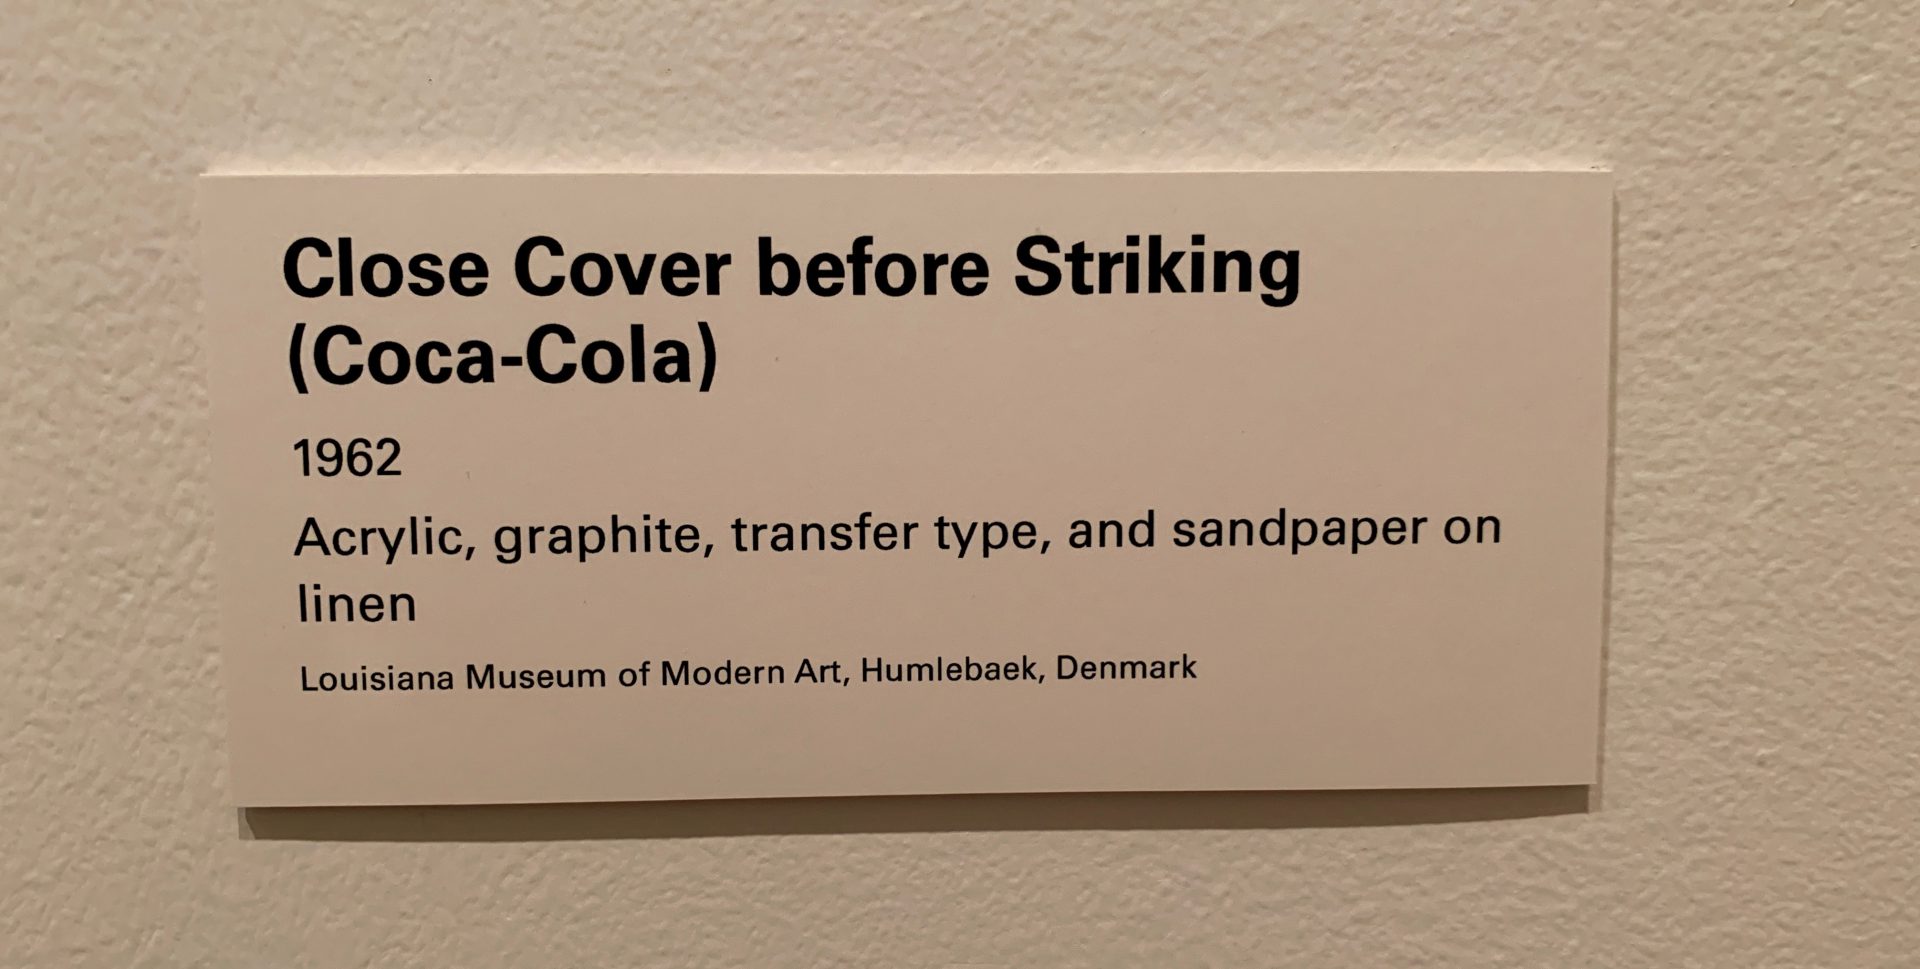 Close Cover before Striking
(Coca-Cola)
1962
Acrylic, graphite, transfer type, and sandpaper on
linen
Louisiana Museum of Modern Art, Humlebaek, Denmark